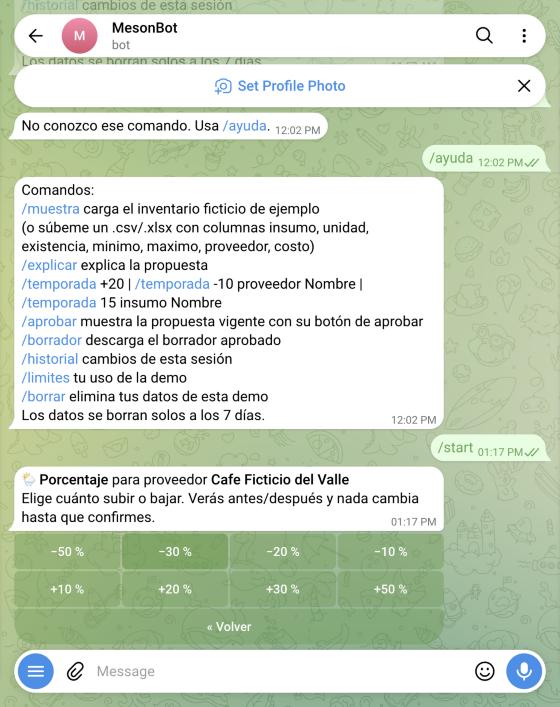 /historial cambios de esta sesión
MesonBot
bot
M
Los datos se borran solos a los 7 días.
Set Profile Photo
No conozco ese comando. Usa /ayuda. 12:02 PM
/ayuda 12:02 PM
Comandos:
/muestra carga el inventario ficticio de ejemplo
(o súbeme un .csv/.xlsx con columnas insumo, unidad,
existencia, minimo, maximo, proveedor, costo)
/explicar explica la propuesta
/temporada +20 | /temporada -10 proveedor Nombre |
/temporada 15 insumo Nombre
/aprobar muestra la propuesta vigente con su botón de aprobar
/borrador descarga el borrador aprobado
/historial cambios de esta sesión
/limites tu uso de la demo
/borrar elimina tus datos de esta demo
Los datos se borran solos a los 7 días. 12:02 PM
/start 01:17 PM
Porcentaje para proveedor Cafe Ficticio del Valle
Elige cuánto subir o bajar. Verás antes/después y nada cambia
hasta que confirmes. 01:17 PM
−50 % −30 % −20 % −10 %
+10 % +20 % +30 % +50 %
« Volver
Message